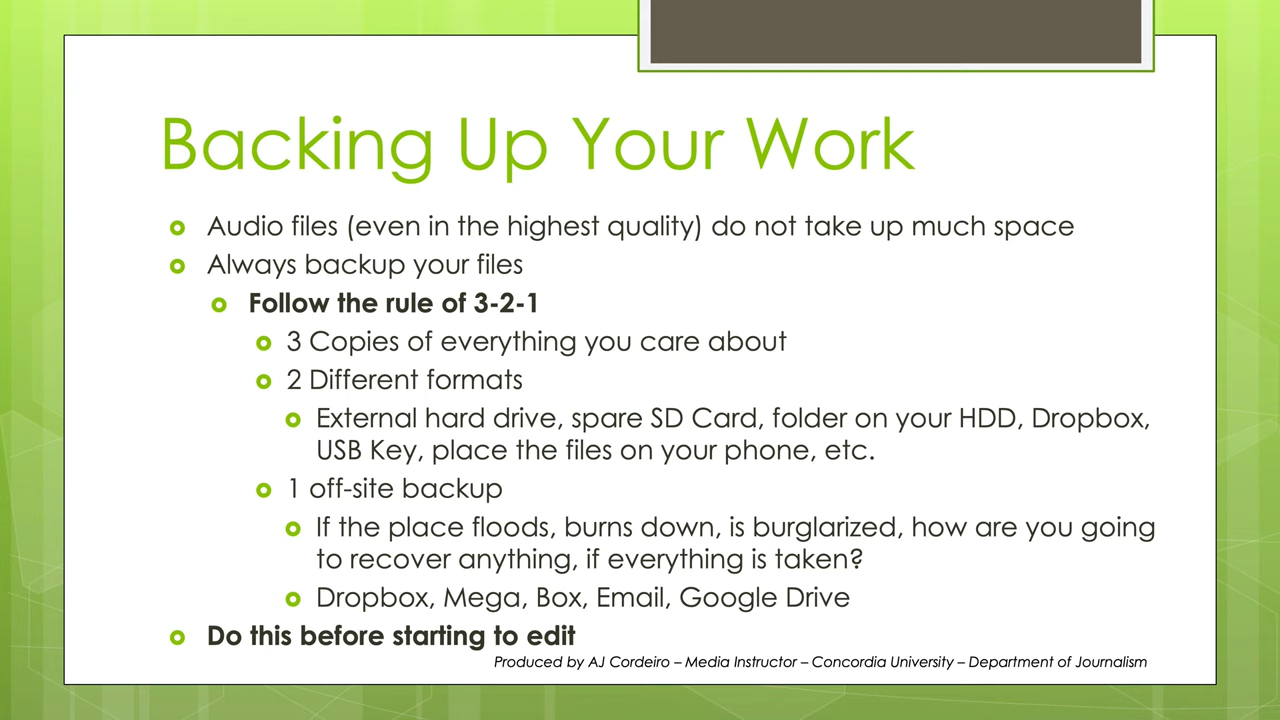 Backing Up Your Work
Audio files (even in the highest quality) do not take up much space
Always backup your files
Follow the rule of 3-2-1
3 Copies of everything you care about
2 Different formats
External hard drive, spare SD Card, folder on your HDD, Dropbox,
USB Key, place the files on your phone, etc.
1 off-site backup
If the place floods, burns down, is burglarized, how are you going
to recover anything, if everything is taken?
Dropbox, Mega, Box, Email, Google Drive
Do this before starting to edit
Produced by AJ Cordeiro – Media Instructor – Concordia University – Department of Journalism